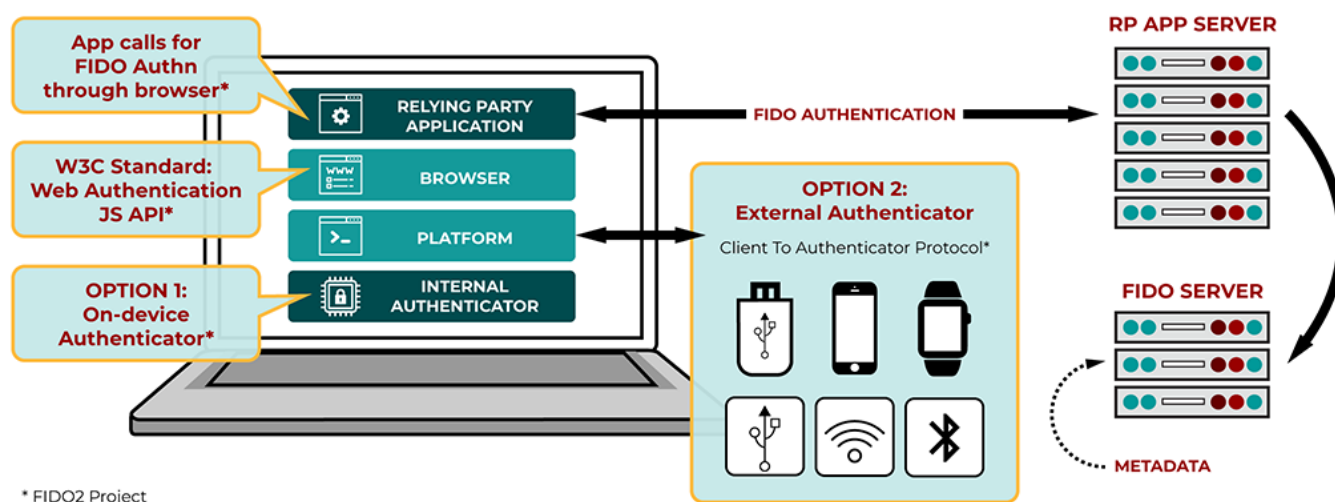 App calls for
FIDO Authn
through browser*
W3C Standard:
Web Authentication
JS API*
OPTION 1:
On-device
Authenticator*
RELYING PARTY
APPLICATION
WWW
BROWSER
PLATFORM
INTERNAL
AUTHENTICATOR
FIDO AUTHENTICATION
OPTION 2:
External Authenticator
Client To Authenticator Protocol*
RP APP SERVER
FIDO SERVER
METADATA
* FIDO2 Project